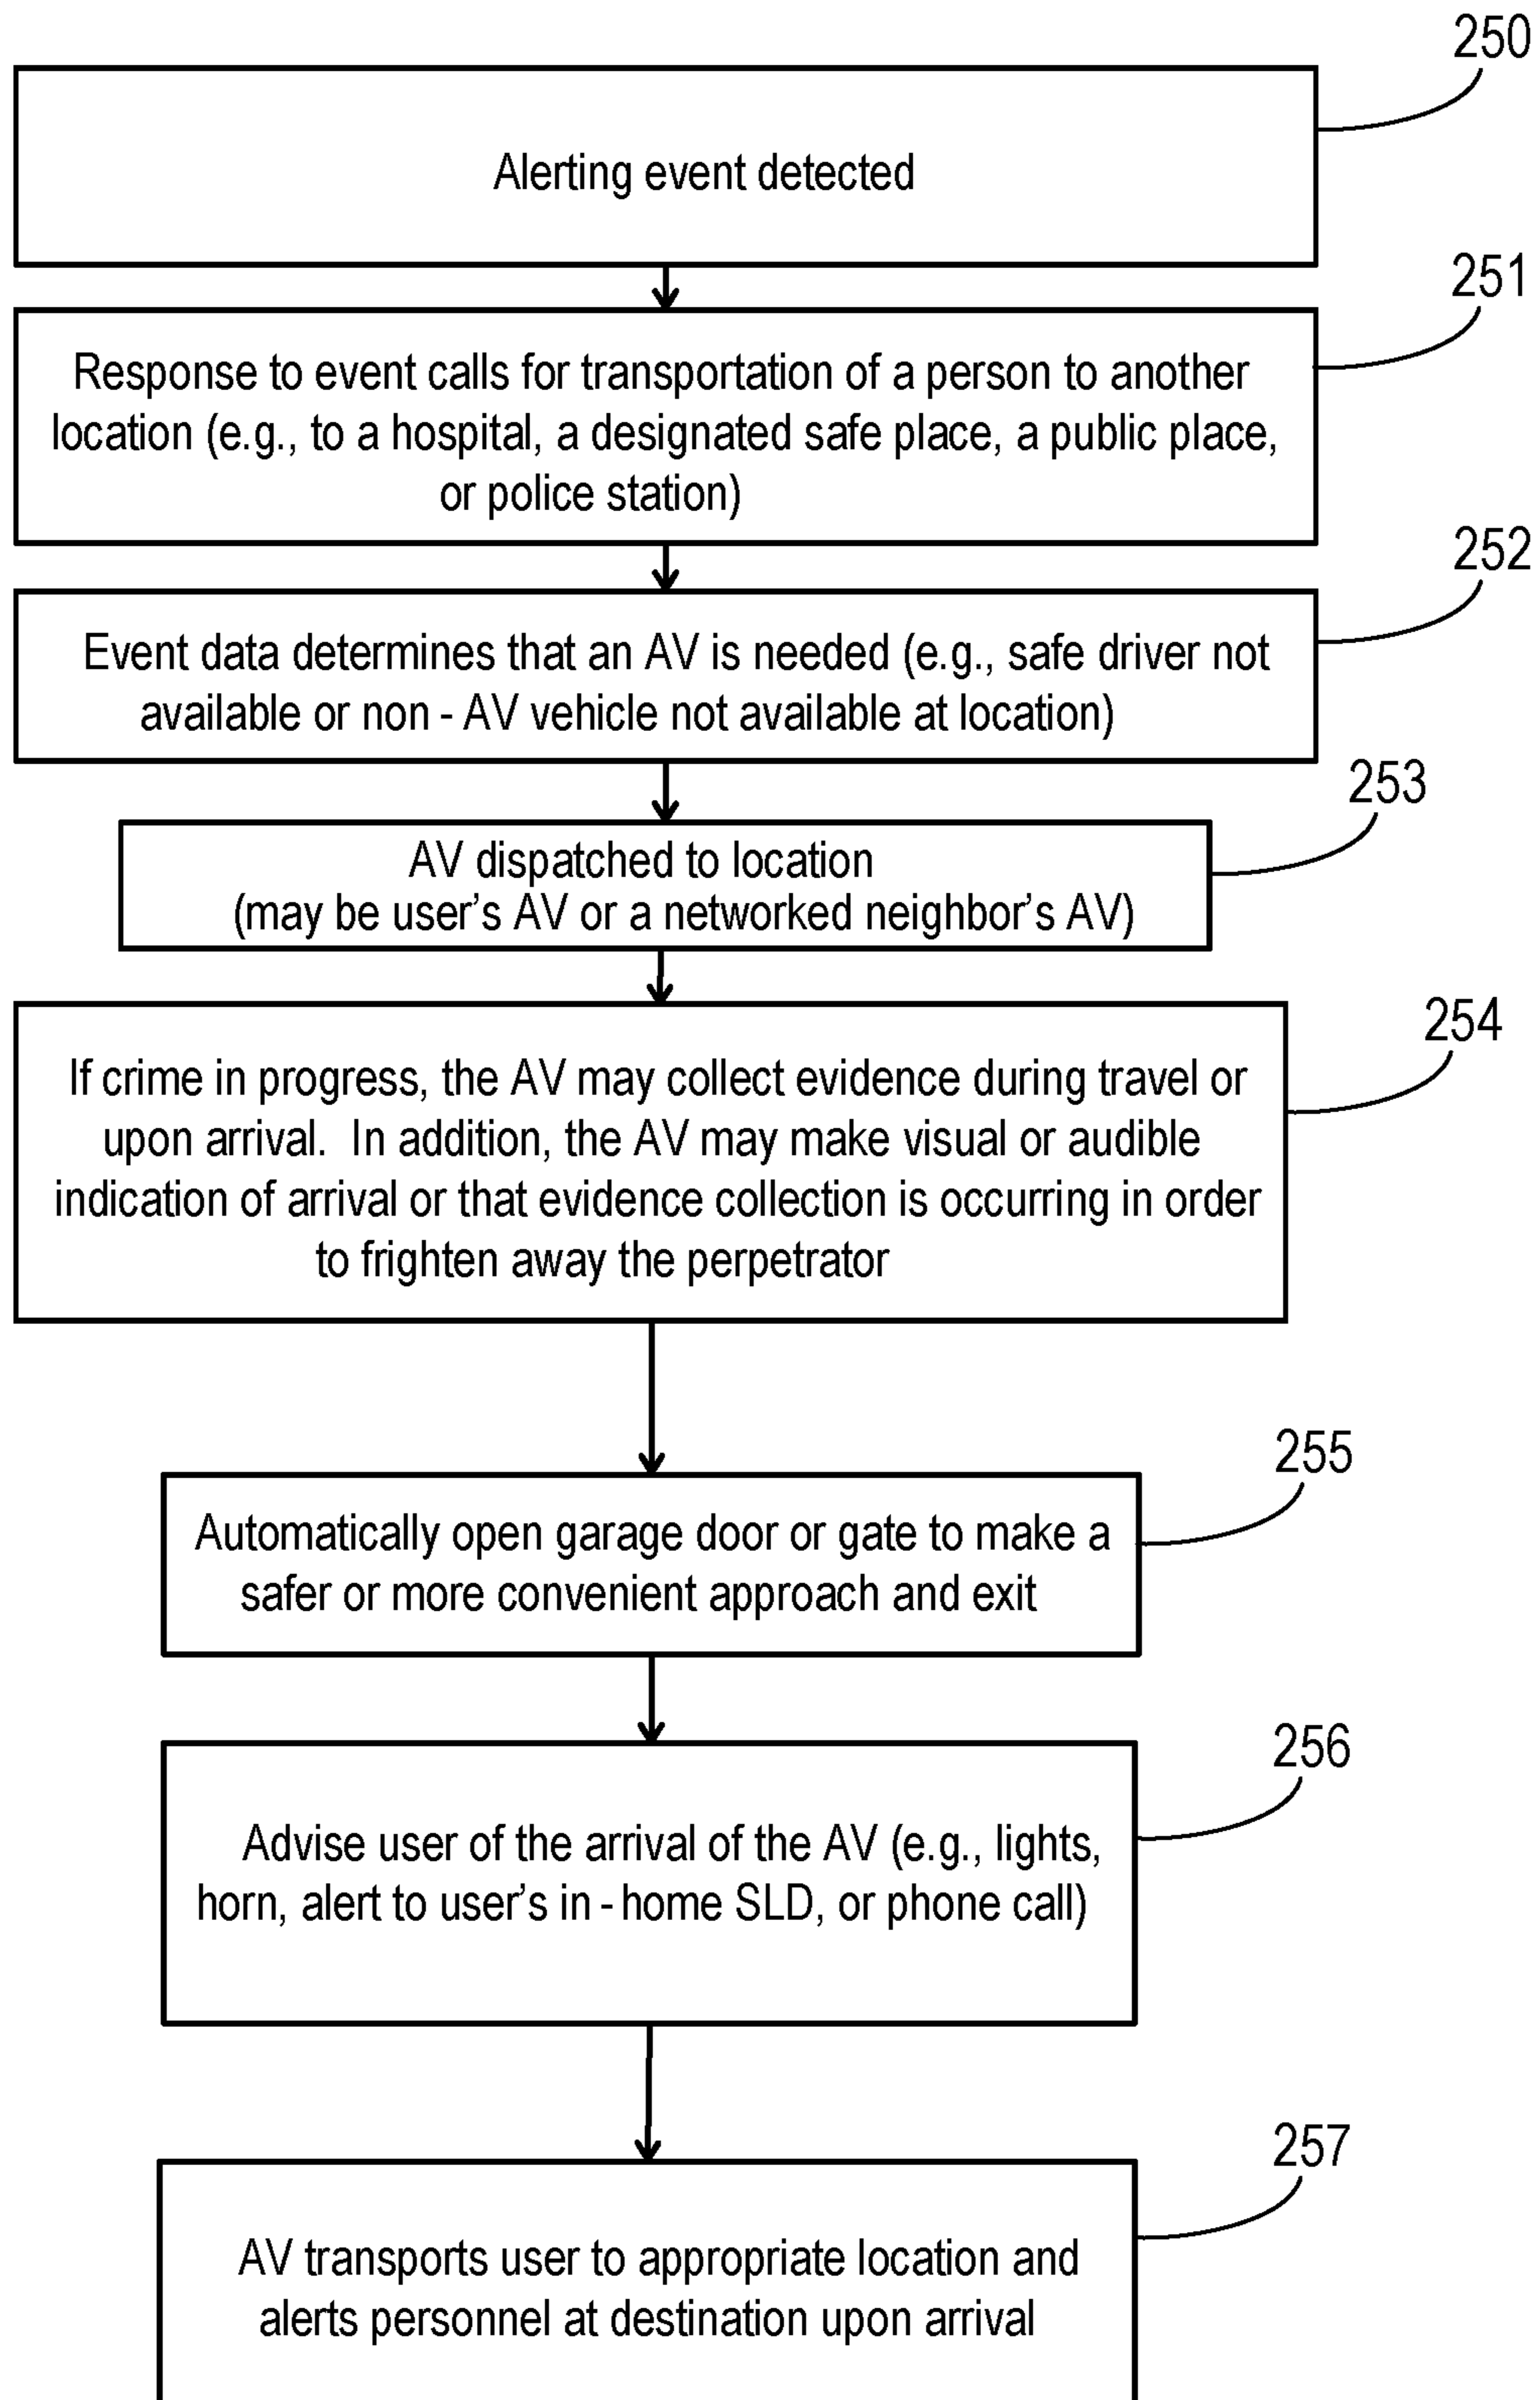 250
Alerting event detected
251
Response to event calls for transportation of a person to another
location (e.g., to a hospital, a designated safe place, a public place,
or police station)
252
Event data determines that an AV is needed (e.g., safe driver not
available or non - AV vehicle not available at location)
253
AV dispatched to location
(may be user's AV or a networked neighbor's AV)
254
If crime in progress, the AV may collect evidence during travel or
upon arrival. In addition, the AV may make visual or audible
indication of arrival or that evidence collection is occurring in order
to frighten away the perpetrator
255
Automatically open garage door or gate to make a
safer or more convenient approach and exit
256
Advise user of the arrival of the AV (e.g., lights,
horn, alert to user's in - home SLD, or phone call)
257
AV transports user to appropriate location and
alerts personnel at destination upon arrival